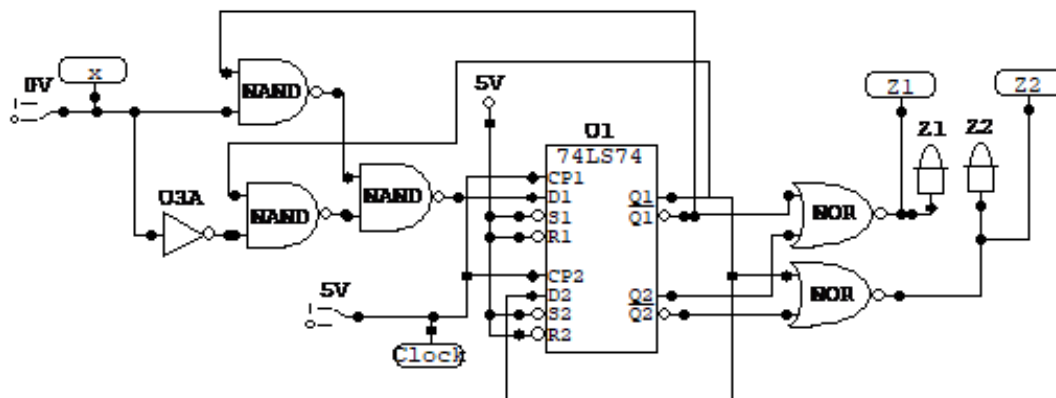 0V
x
NAND
5V
Z1
Z2
Z1
Z2
U1
74LS74
CP1
D1
S1
R1
CP2
D2
S2
R2
Q1
Q1
Q2
Q2
U3A
NAND
NAND
NOR
NOR
5V
Clock